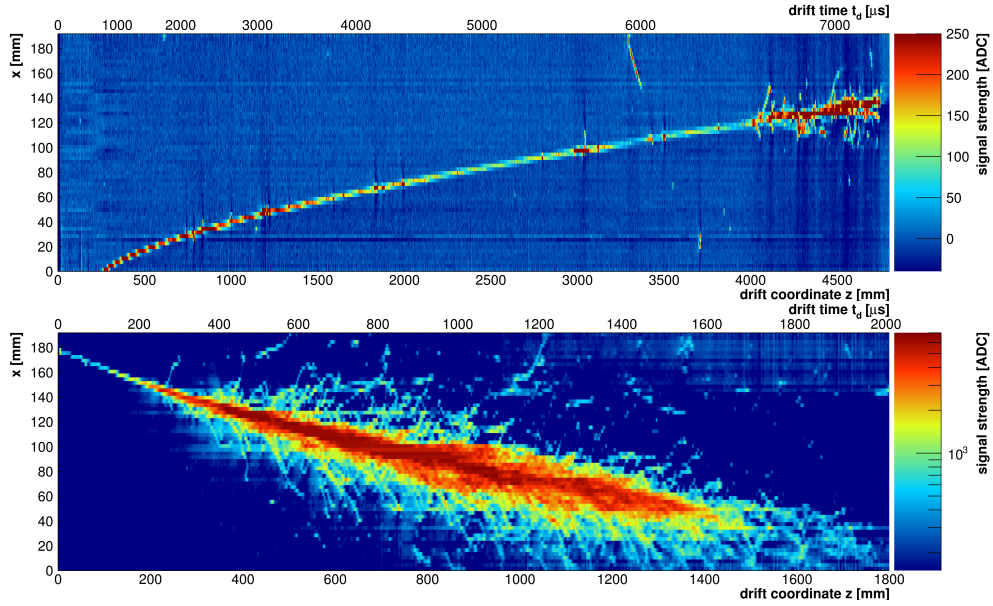 drift time t_d [μs]
0 1000 2000 3000 4000 5000 6000 7000
x [mm]
180
160
140
120
100
80
60
40
20
0
500 1000 1500 2000 2500 3000 3500 4000 4500
drift coordinate z [mm]
250
200
150
100
50
0
signal strength [ADC]
drift time t_d [μs]
0 200 400 600 800 1000 1200 1400 1600 1800 2000
x [mm]
180
160
140
120
100
80
60
40
20
0
0 200 400 600 800 1000 1200 1400 1600 1800
drift coordinate z [mm]
10³
signal strength [ADC]